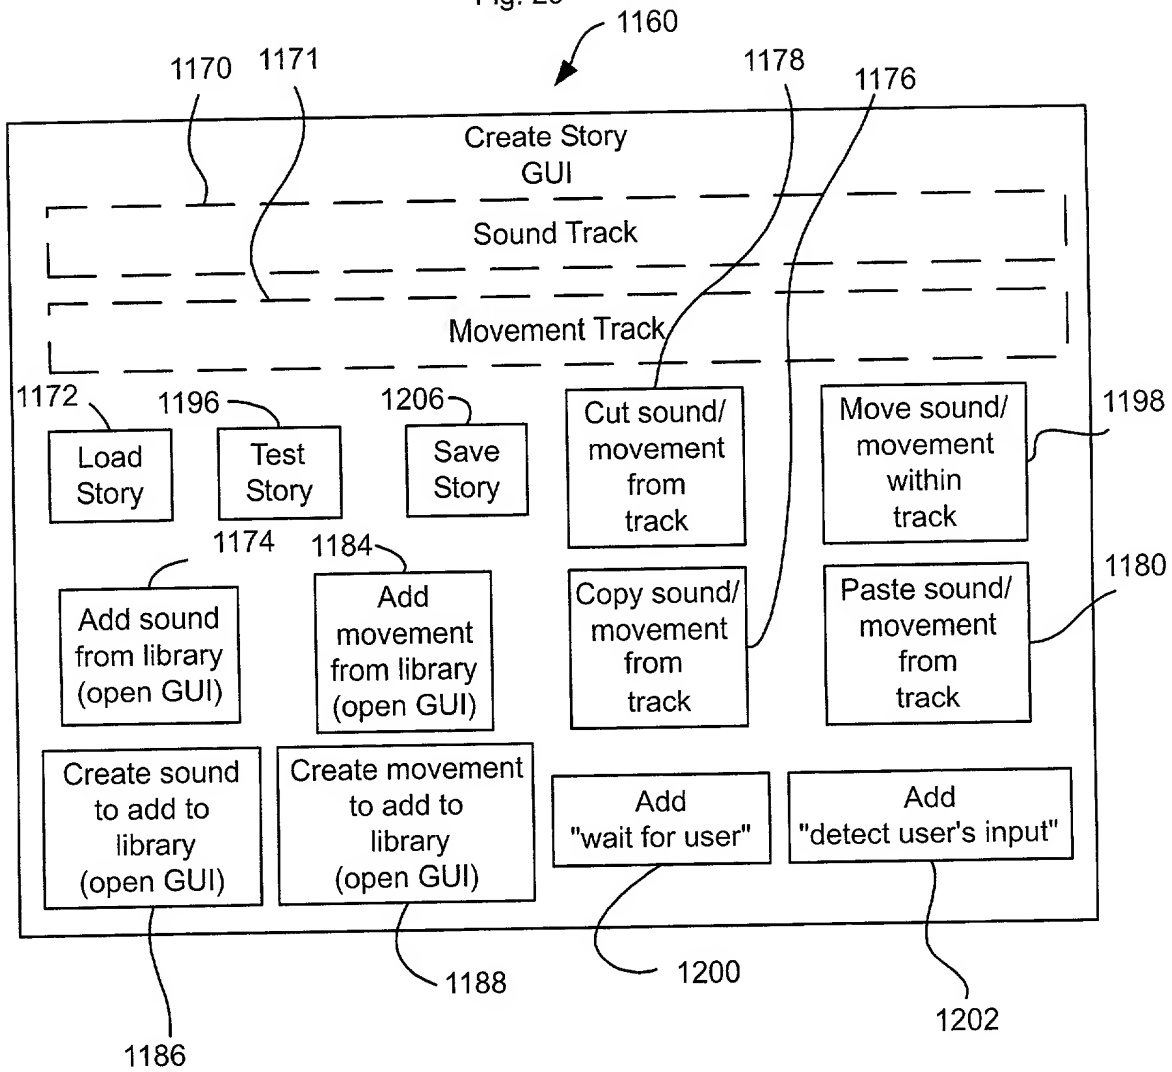 1160
1170
1171
1178
1176
Create Story
GUI
Sound Track
Movement Track
1172
1196
1206
1198
Load
Story
Test
Story
Save
Story
Cut sound/
movement
from
track
Move sound/
movement
within
track
1174
1184
1180
Add sound
from library
(open GUI)
Add
movement
from library
(open GUI)
Copy sound/
movement
from
track
Paste sound/
movement
from
track
Create sound
to add to
library
(open GUI)
Create movement
to add to
library
(open GUI)
Add
"wait for user"
Add
"detect user's input"
1186
1188
1200
1202